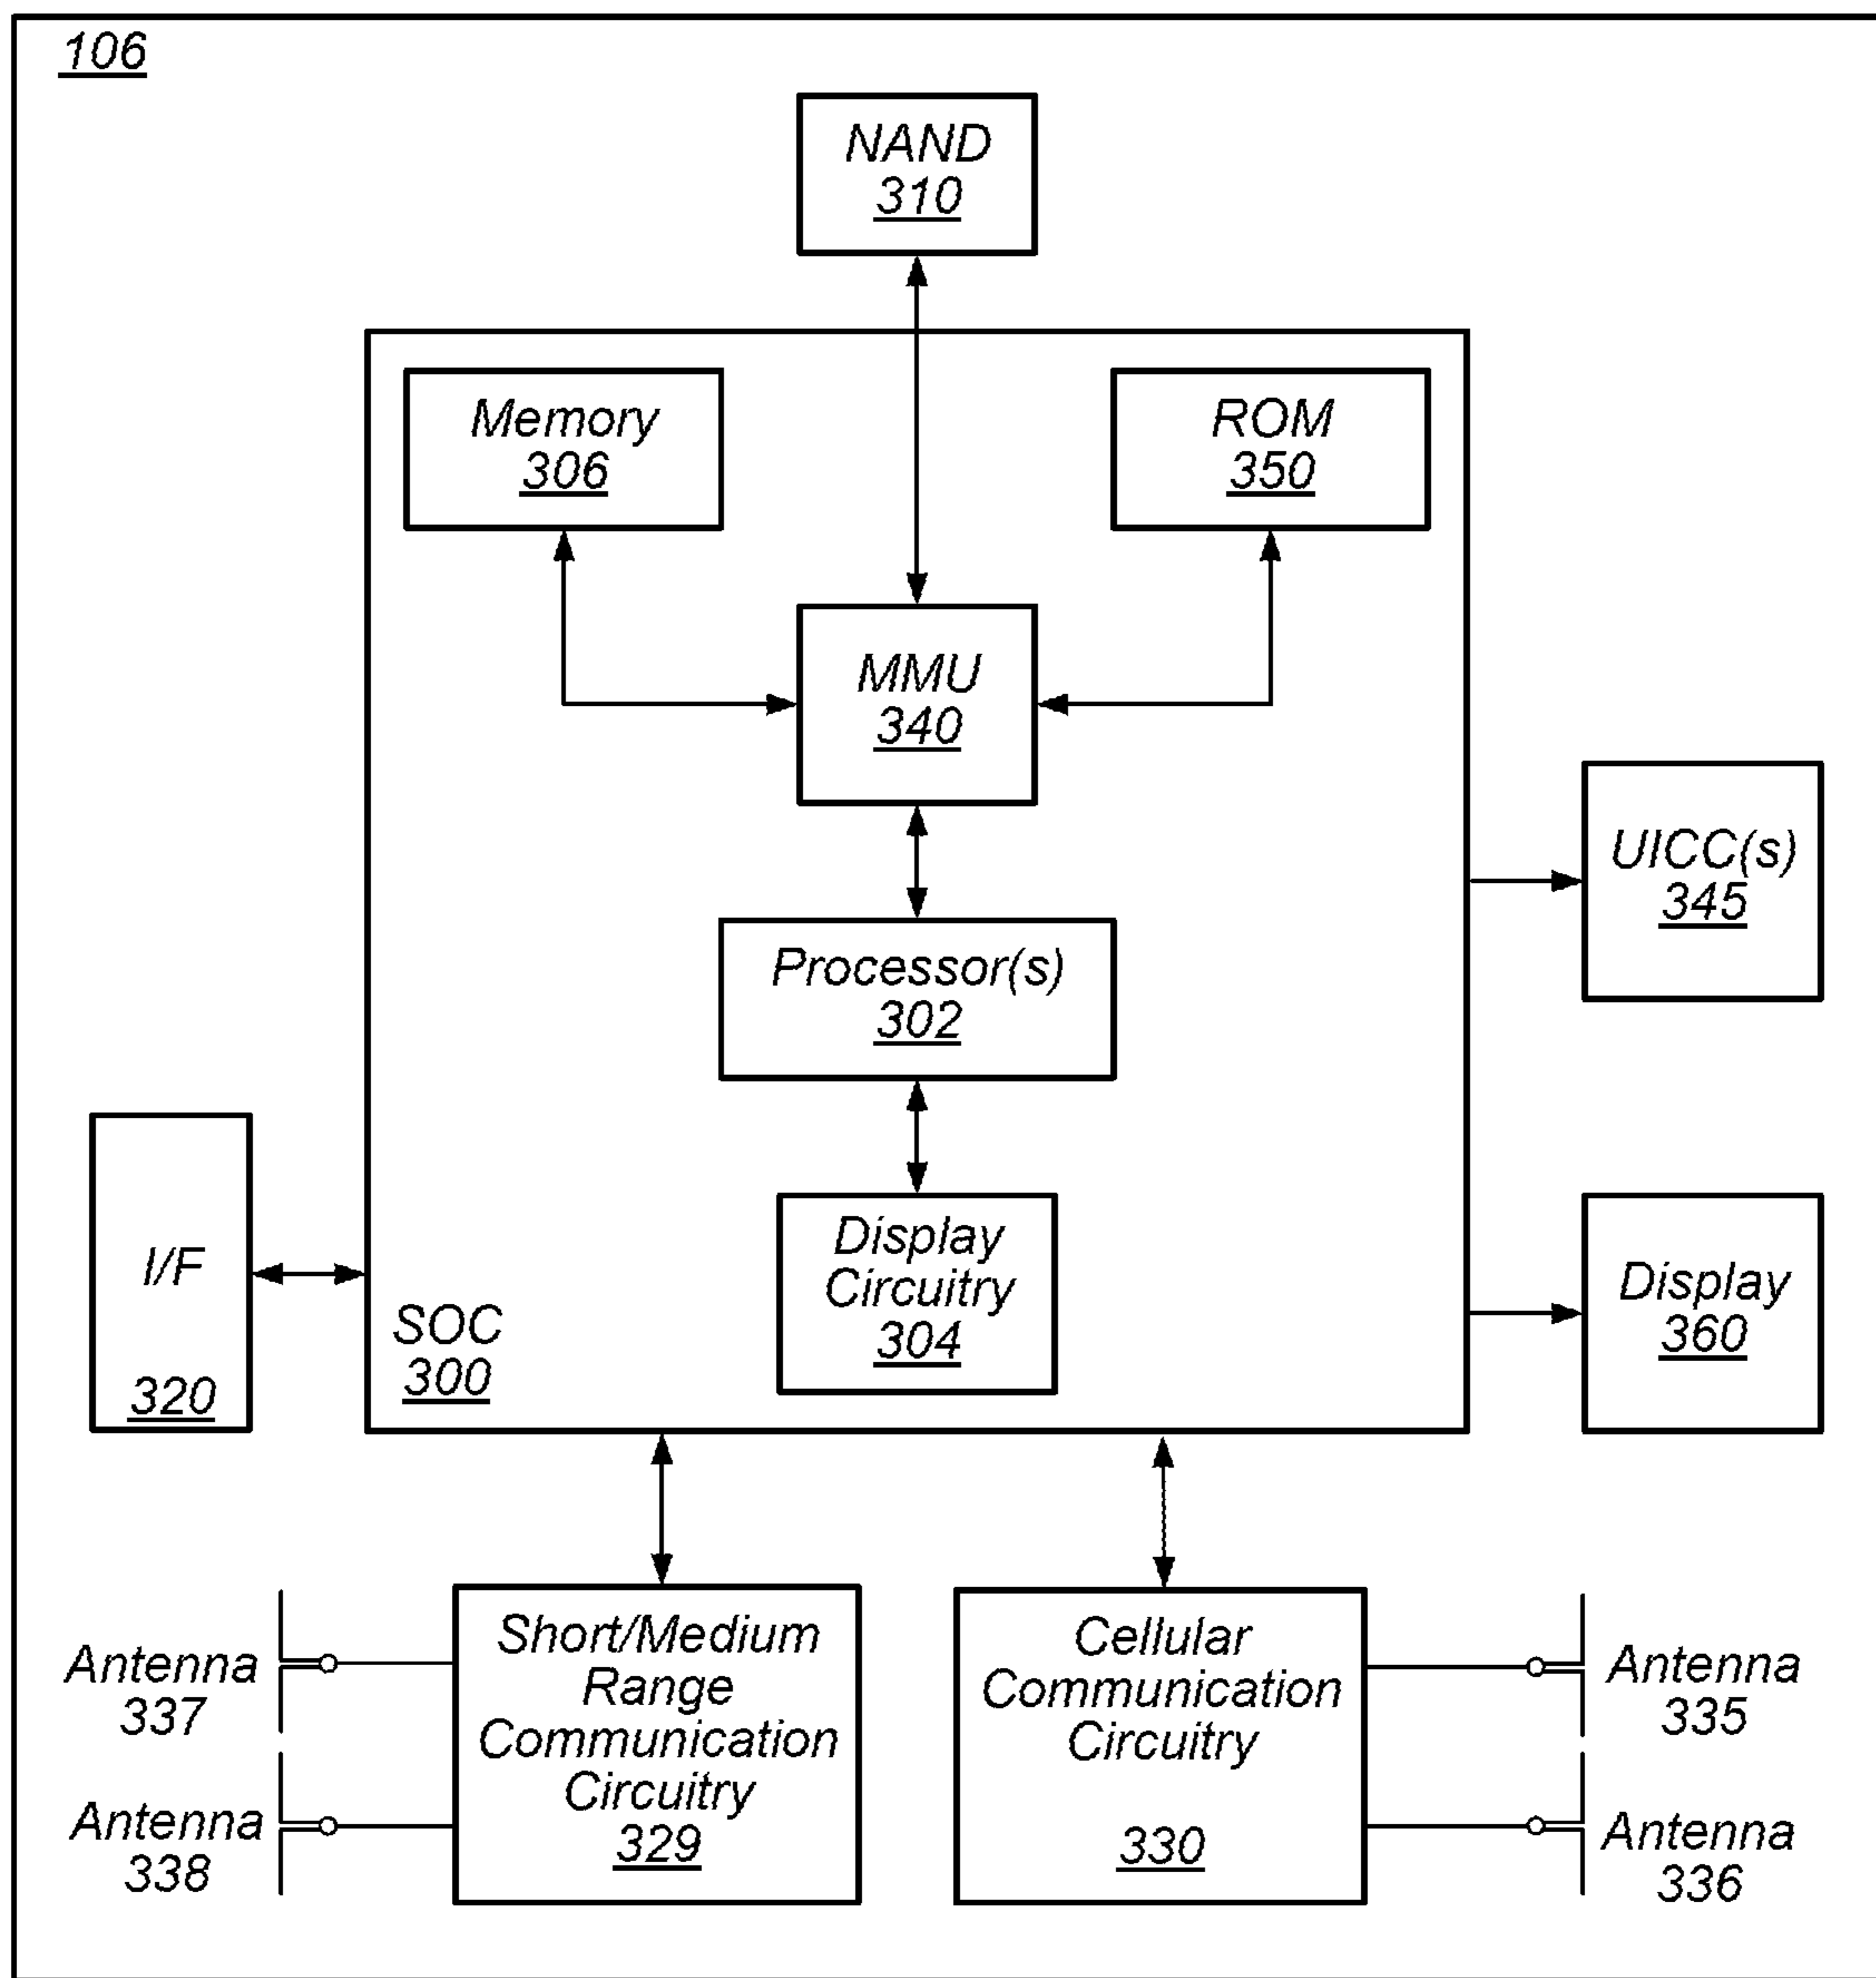 106
NAND
310
Memory
306
ROM
350
MMU
340
UICC(s)
345
Processor(s)
302
I/F
320
Display
Circuitry
304
SOC
300
Display
360
Antenna
337
Antenna
338
Short/Medium
Range
Communication
Circuitry
329
Cellular
Communication
Circuitry
330
Antenna
335
Antenna
336